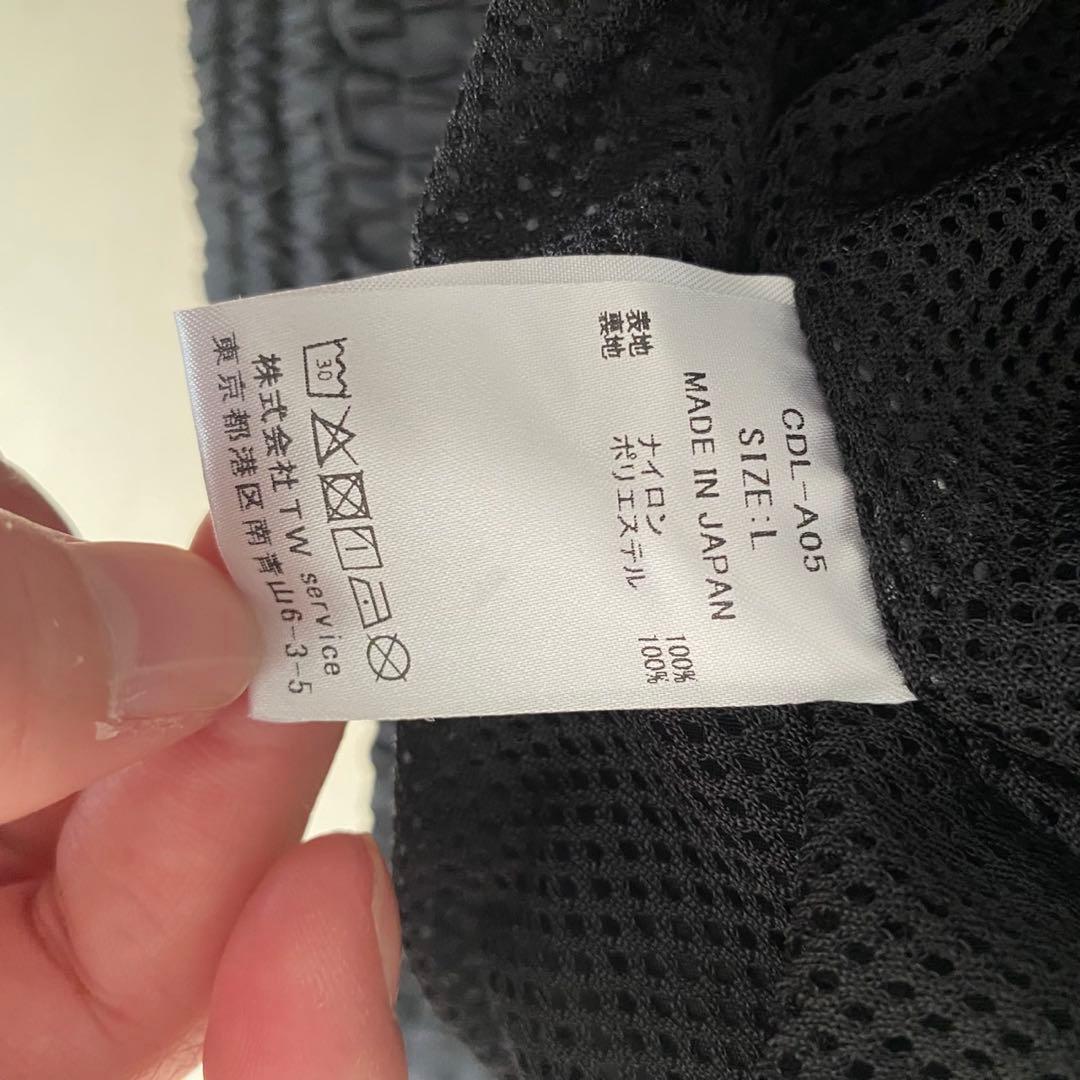 CDL-A05
SIZE:L
MADE IN JAPAN
表地 ナイロン 100%
裏地 ポリエステル 100%
30
株式会社TW service
東京都港区南青山6-3-5